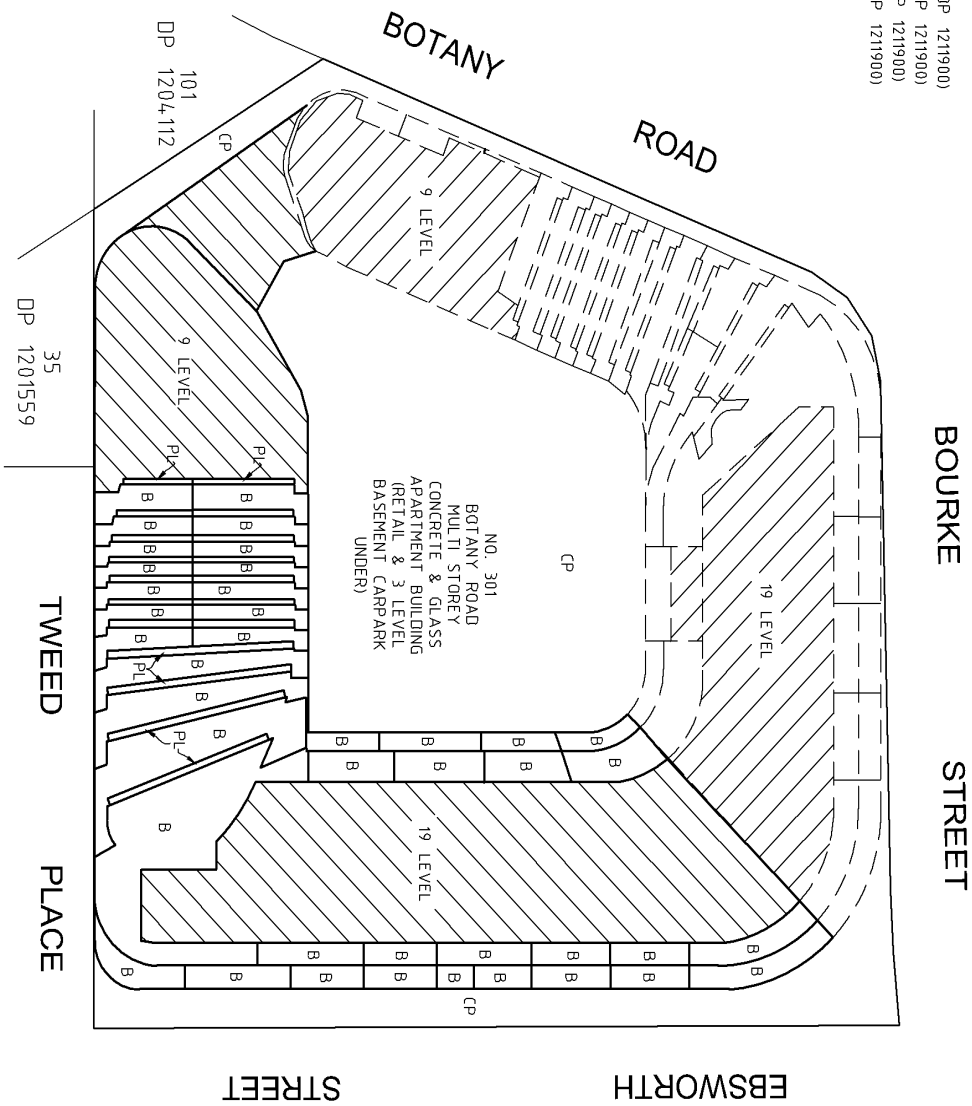 DP 1211900)
P 1211900)
P 1211900)
P 1211900)
BOTANY
ROAD
BOURKE
STREET
101
DP 1204112
CP
9 LEVEL
35
DP 1201559
9 LEVEL
PL
PL
B
B
B
B
B
B
B
B
B
B
B
B
B
B
PL
B
B
B
PL
B
TWEED
PLACE
NO. 301
BOTANY ROAD
MULTI STOREY
CONCRETE & GLASS
APARTMENT BUILDING
(RETAIL & 3 LEVEL
BASEMENT CARPARK
UNDER)
CP
19 LEVEL
B
B
B
B
B
B
B
B
19 LEVEL
B
B
B
B
B
B
B
B
B
B
B
B
B
B
CP
STREET
EBSWORTH